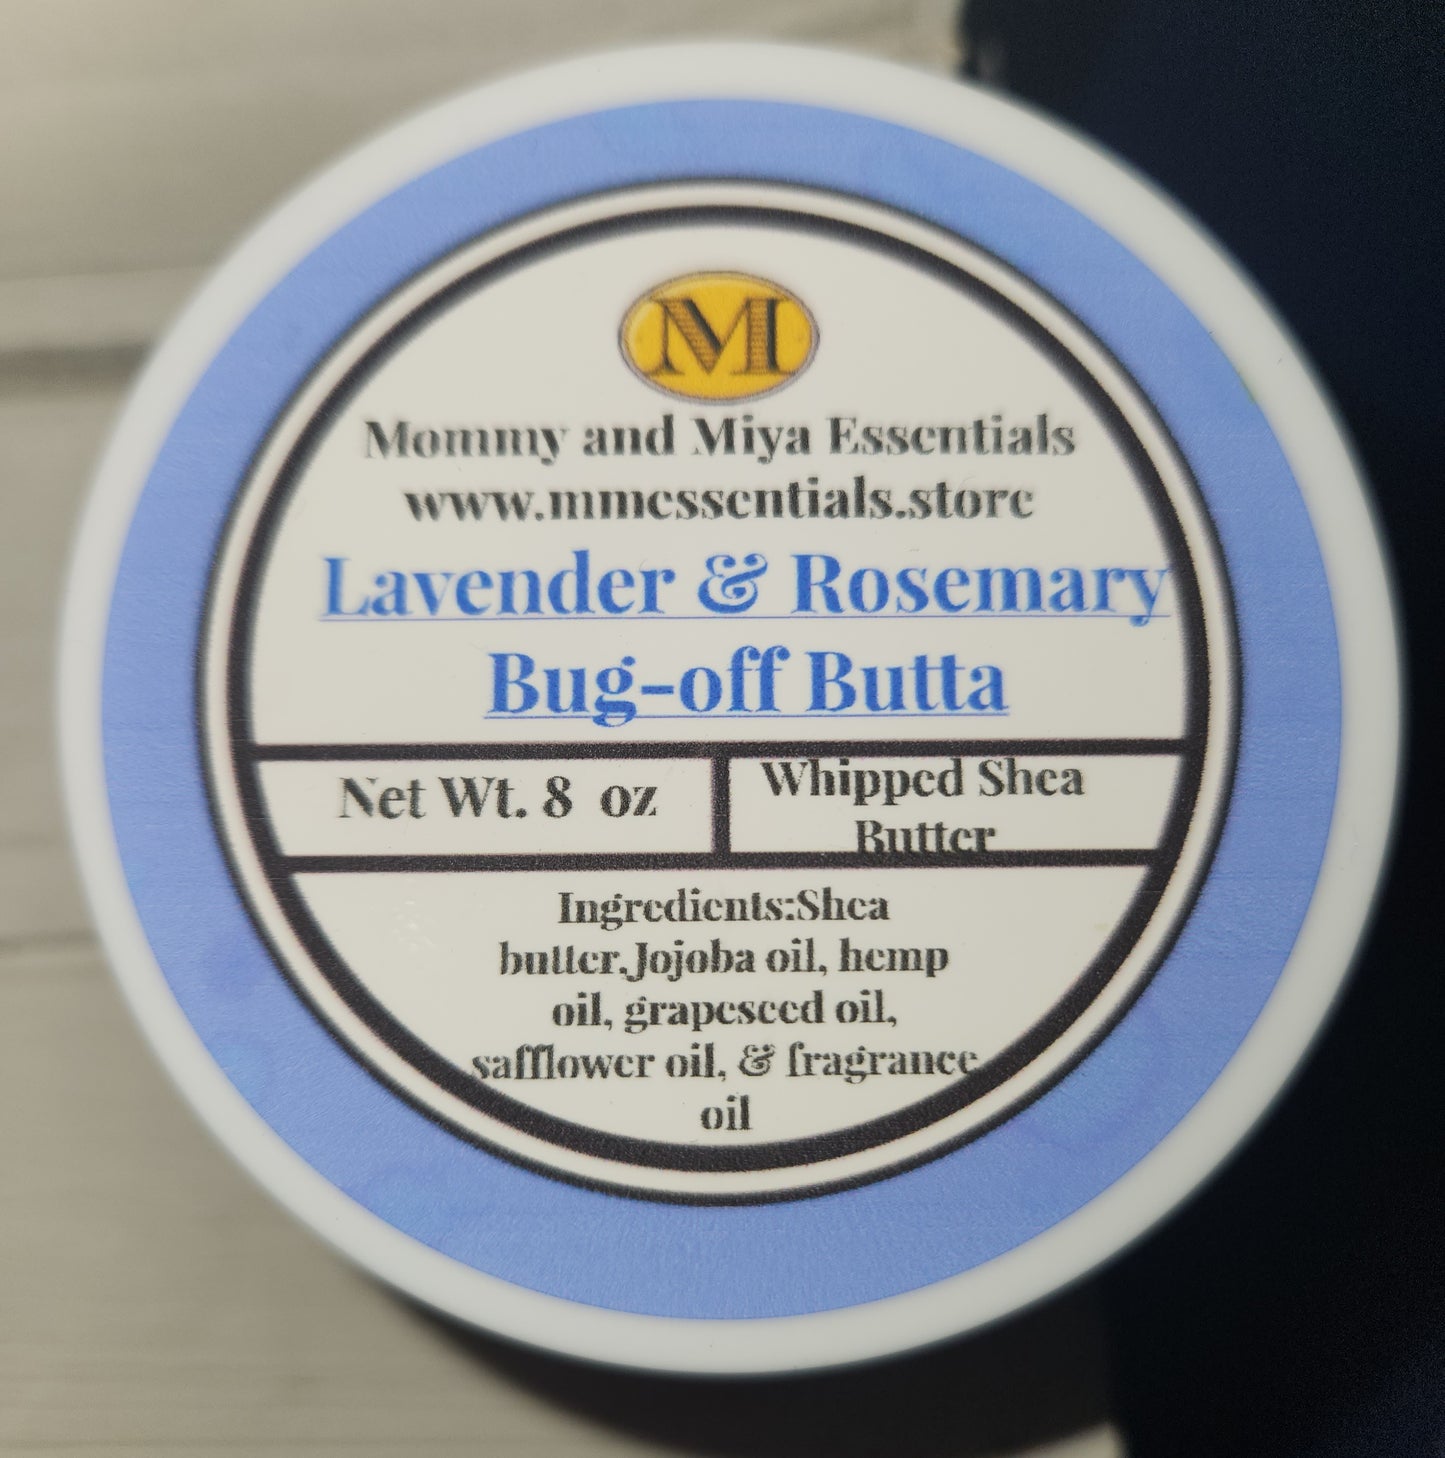 M
Mommy and Miya Essentials
www.mmessentials.store
Lavender & Rosemary
Bug-off Butta
Net Wt. 8 oz
Whipped Shea
Butter
Ingredients:Shea
butter,Jojoba oil, hemp
oil, grapeseed oil,
safflower oil, & fragrance
oil